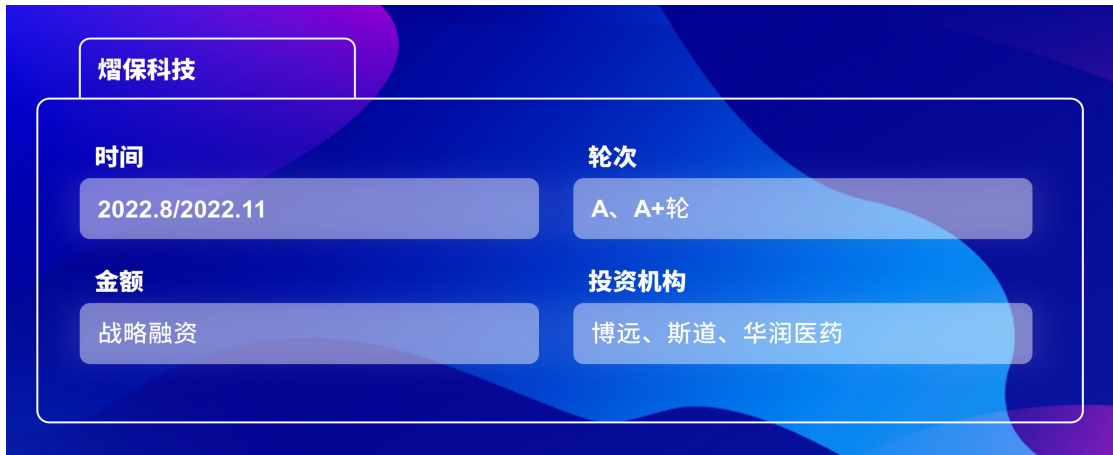 熠保科技
时间
轮次
2022.8/2022.11
A、A+轮
金额
投资机构
战略融资
博远、斯道、华润医药